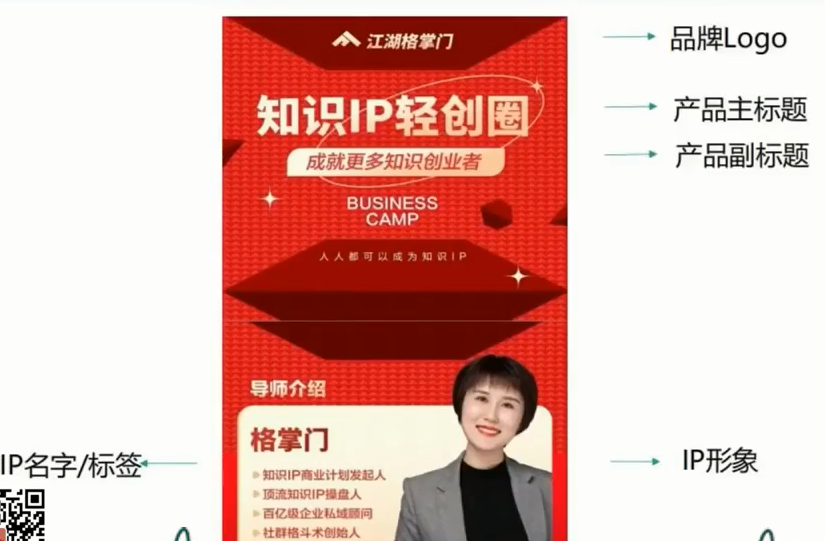 江湖格掌门
品牌Logo
知识IP轻创圈
产品主标题
成就更多知识创业者
产品副标题
BUSINESS
CAMP
人人都可以成为知识IP
导师介绍
格掌门
IP名字/标签
IP形象
知识IP商业计划发起人
顶流知识IP操盘人
百亿级企业私域顾问
社群格斗术创始人